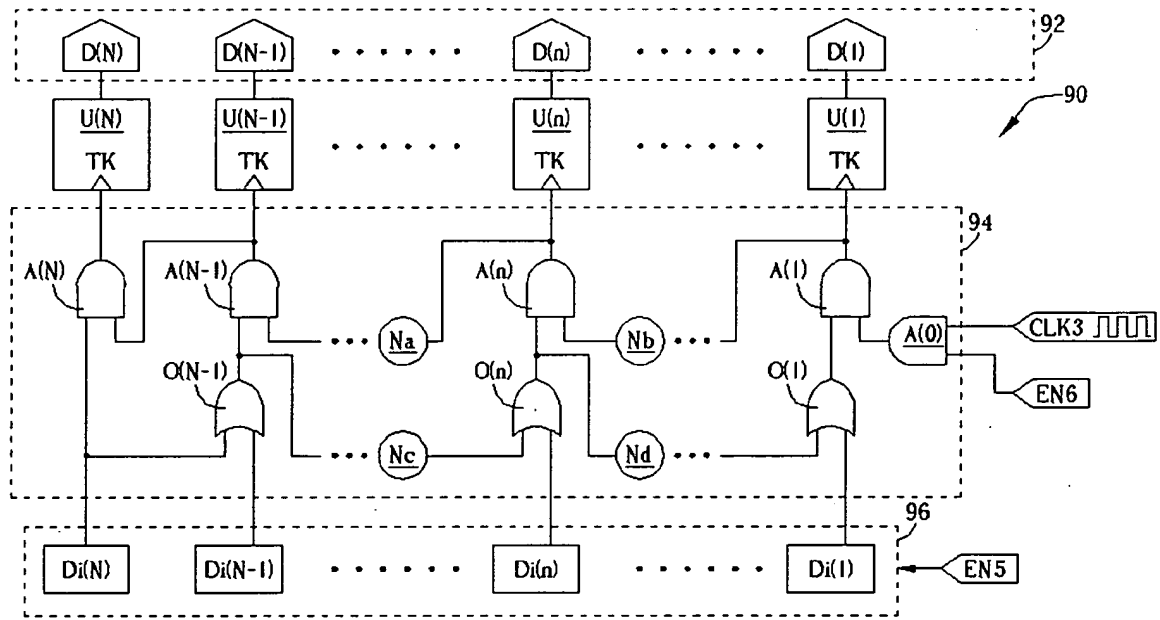 D(N) D(N-1) D(n) D(1) 92
90
U(N) U(N-1) U(n) U(1)
TK TK TK TK
94
A(N) A(N-1) A(n) A(1)
Na Nb A(0) CLK3
O(N-1) O(n) O(1) EN6
Nc Nd
96
Di(N) Di(N-1) Di(n) Di(1) EN5